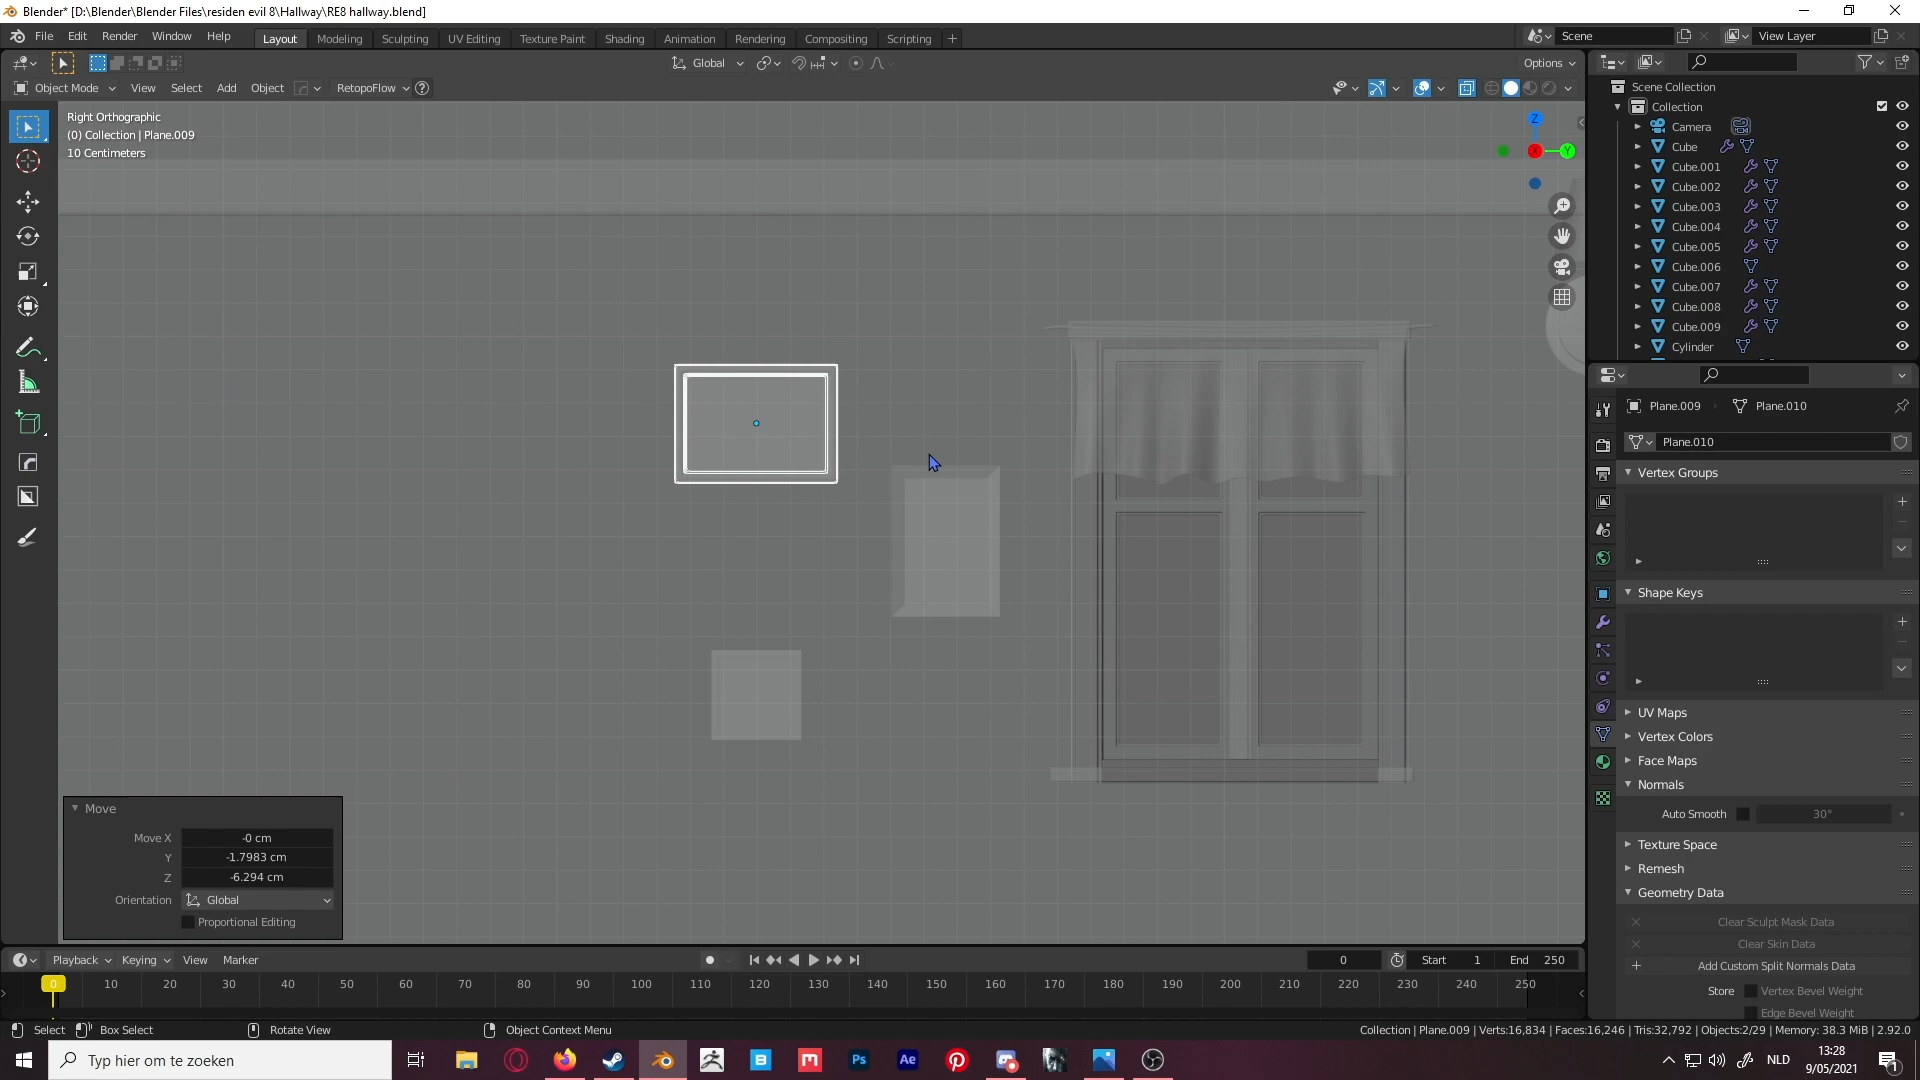 Blender* [D:\Blender\Blender Files\residen evil 8\Hallway\RE8 hallway.blend]
File Edit Render Window Help Layout Modeling Sculpting UV Editing Texture Paint Shading Animation Rendering Compositing Scripting + Scene View Layer
Global Options
Object Mode View Select Add Object RetopoFlow
Right Orthographic
(0) Collection | Plane.009
10 Centimeters
Z
X
Y
Scene Collection
Collection
Camera
Cube
Cube.001
Cube.002
Cube.003
Cube.004
Cube.005
Cube.006
Cube.007
Cube.008
Cube.009
Cylinder
Plane.009 Plane.010
Plane.010
Vertex Groups
Shape Keys
UV Maps
Vertex Colors
Face Maps
Normals
Auto Smooth 30°
Texture Space
Remesh
Geometry Data
Clear Sculpt Mask Data
Clear Skin Data
Add Custom Split Normals Data
Store Vertex Bevel Weight
Edge Bevel Weight
Move
Move X -0 cm
Y -1.7983 cm
Z -6.294 cm
Orientation Global
Proportional Editing
Playback Keying View Marker 0 Start 1 End 250
0 10 20 30 40 50 60 70 80 90 100 110 120 130 140 150 160 170 180 190 200 210 220 230 240 250
Select Box Select Rotate View Object Context Menu Collection | Plane.009 | Verts:16,834 | Faces:16,246 | Tris:32,792 | Objects:2/29 | Memory: 38.3 MiB | 2.92.0
Typ hier om te zoeken
Ps
Ae
NLD
13:28
9/05/2021
1